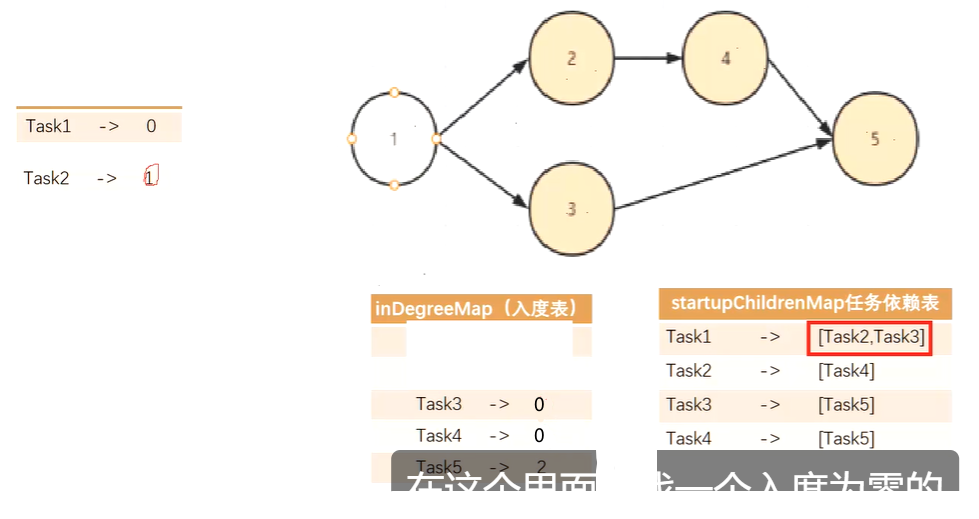 Task1 -> 0
Task2 -> 1
1
2
3
4
5
inDegreeMap（入度表）
Task3 -> 0
Task4 -> 0
Task5 -> 2
startupChildrenMap任务依赖表
Task1 -> [Task2,Task3]
Task2 -> [Task4]
Task3 -> [Task5]
Task4 -> [Task5]
在这个里面 找一个入度为零的